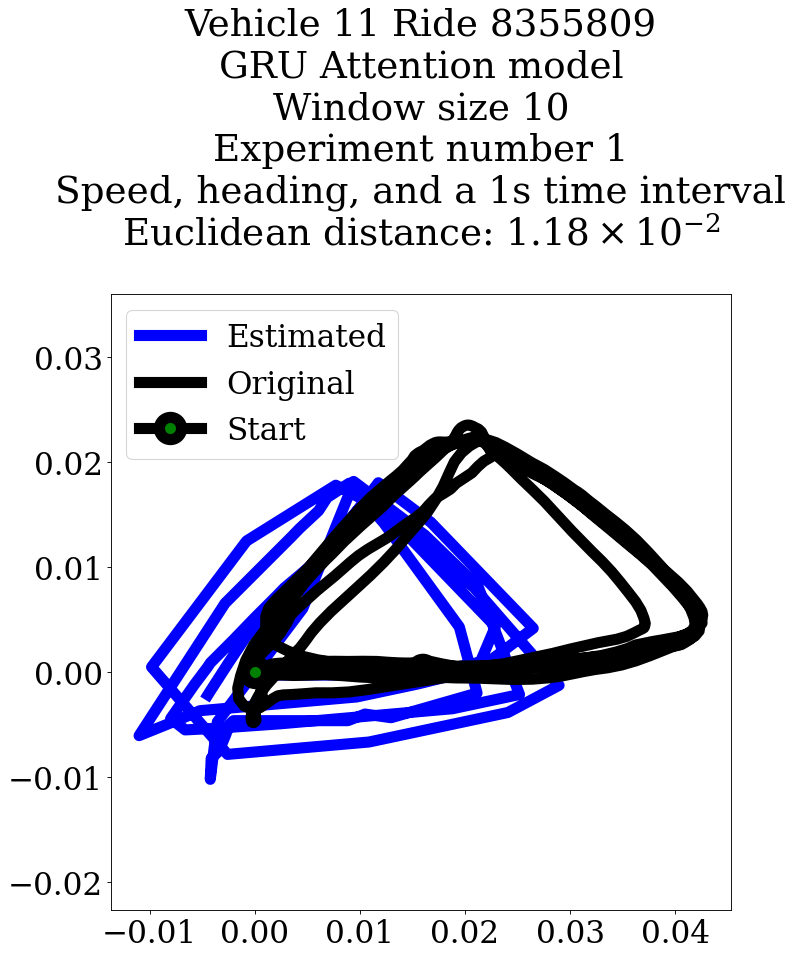 Vehicle 11 Ride 8355809
GRU Attention model
Window size 10
Experiment number 1
Speed, heading, and a 1s time interval
Euclidean distance: 1.18 × 10⁻²
Estimated
Original
Start
0.03
0.02
0.01
0.00
−0.01
−0.02
−0.01 0.00 0.01 0.02 0.03 0.04